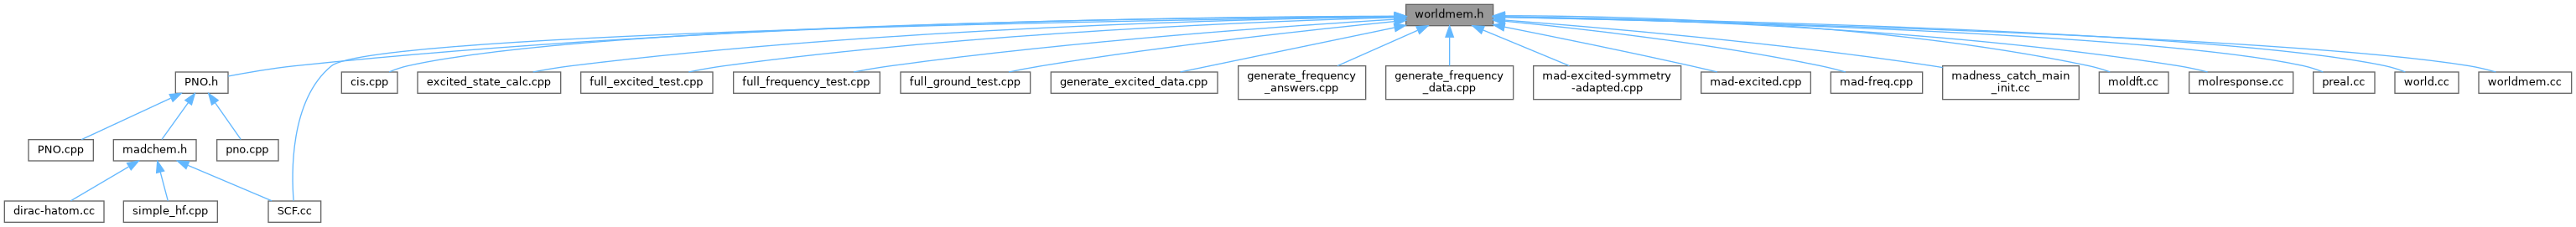 worldmem.h
PNO.h
cis.cpp
excited_state_calc.cpp
full_excited_test.cpp
full_frequency_test.cpp
full_ground_test.cpp
generate_excited_data.cpp
generate_frequency
_answers.cpp
generate_frequency
_data.cpp
mad-excited-symmetry
-adapted.cpp
mad-excited.cpp
mad-freq.cpp
madness_catch_main
_init.cc
moldft.cc
molresponse.cc
preal.cc
world.cc
worldmem.cc
PNO.cpp
madchem.h
pno.cpp
dirac-hatom.cc
simple_hf.cpp
SCF.cc